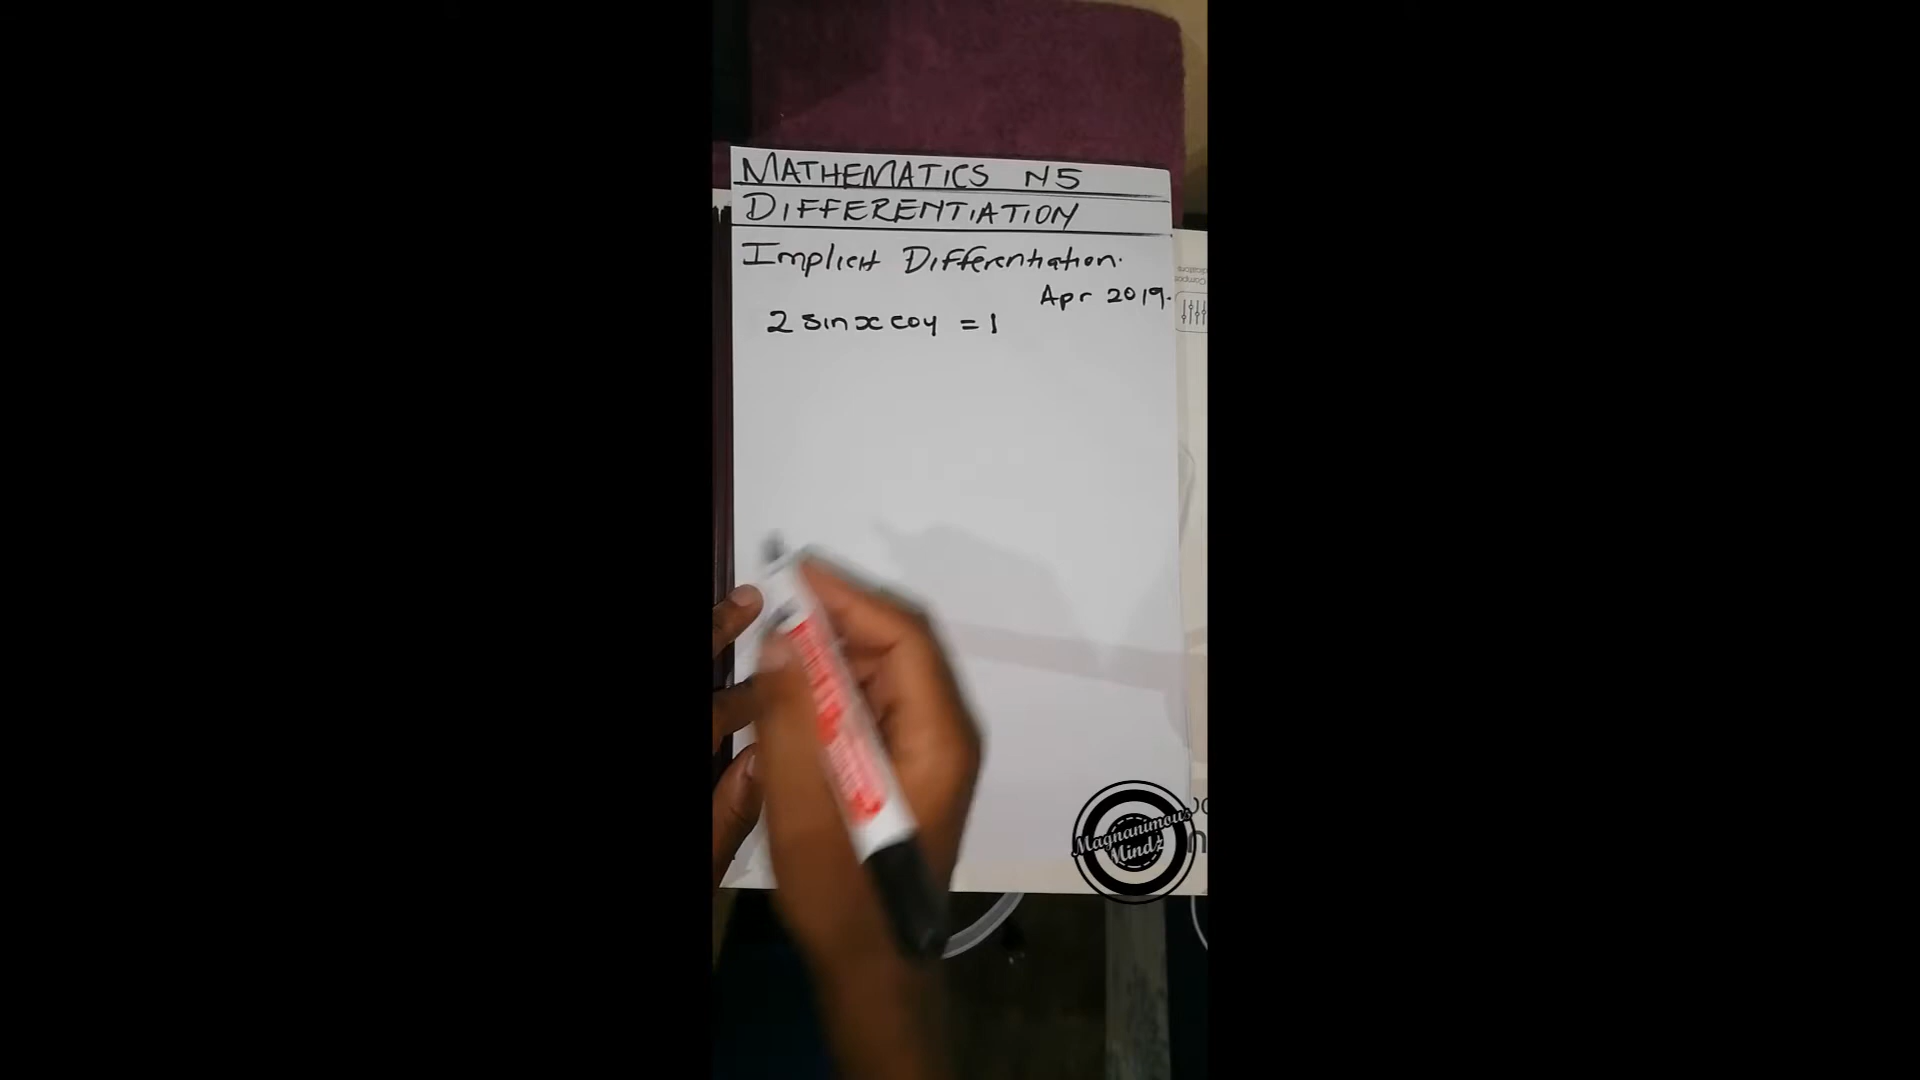 MATHEMATICS N5
DIFFERENTIATION
Implicit Differentiation.
Apr 2019.
2 sin x coy = 1
Magnanimous
Mindz